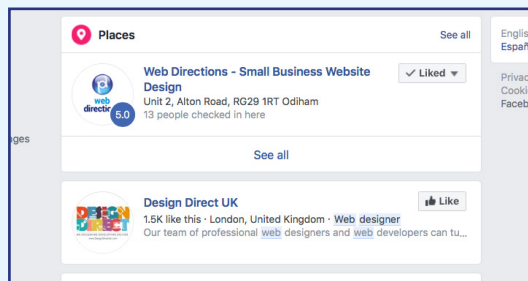 Places
See all
Web Directions - Small Business Website
Design
Liked
Unit 2, Alton Road, RG29 1RT Odiham
13 people checked in here
web
directic
5.0
See all
Design Direct UK
Like
1.5K like this · London, United Kingdom · Web designer
Our team of professional web designers and web developers can tu...
DESIGN
DIRECT
ages
Englis
Españ
Privac
Cooki
Faceb